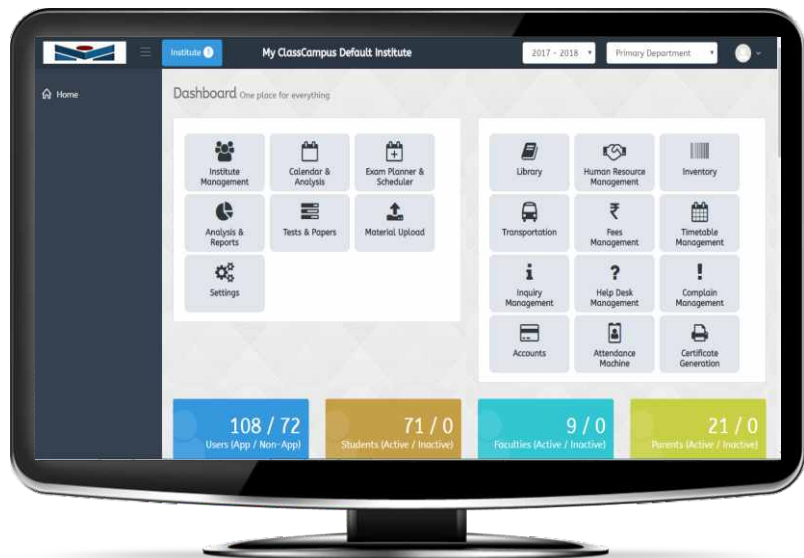 Institute ?
My ClassCampus Default Institute
2017 - 2018
Primary Department
Home
Dashboard One place for everything
Institute
Management
Calendar &
Analysis
Exam Planner &
Scheduler
Analysis &
Reports
Tests & Papers
Material Upload
Settings
Library
Human Resource
Management
Inventory
Transportation
Fees
Management
Timetable
Management
Inquiry
Management
Help Desk
Management
Complain
Management
Accounts
Attendance
Machine
Certificate
Generation
108 / 72
Users (App / Non-App)
71 / 0
Students (Active / Inactive)
9 / 0
Faculties (Active / Inactive)
21 / 0
Parents (Active / Inactive)